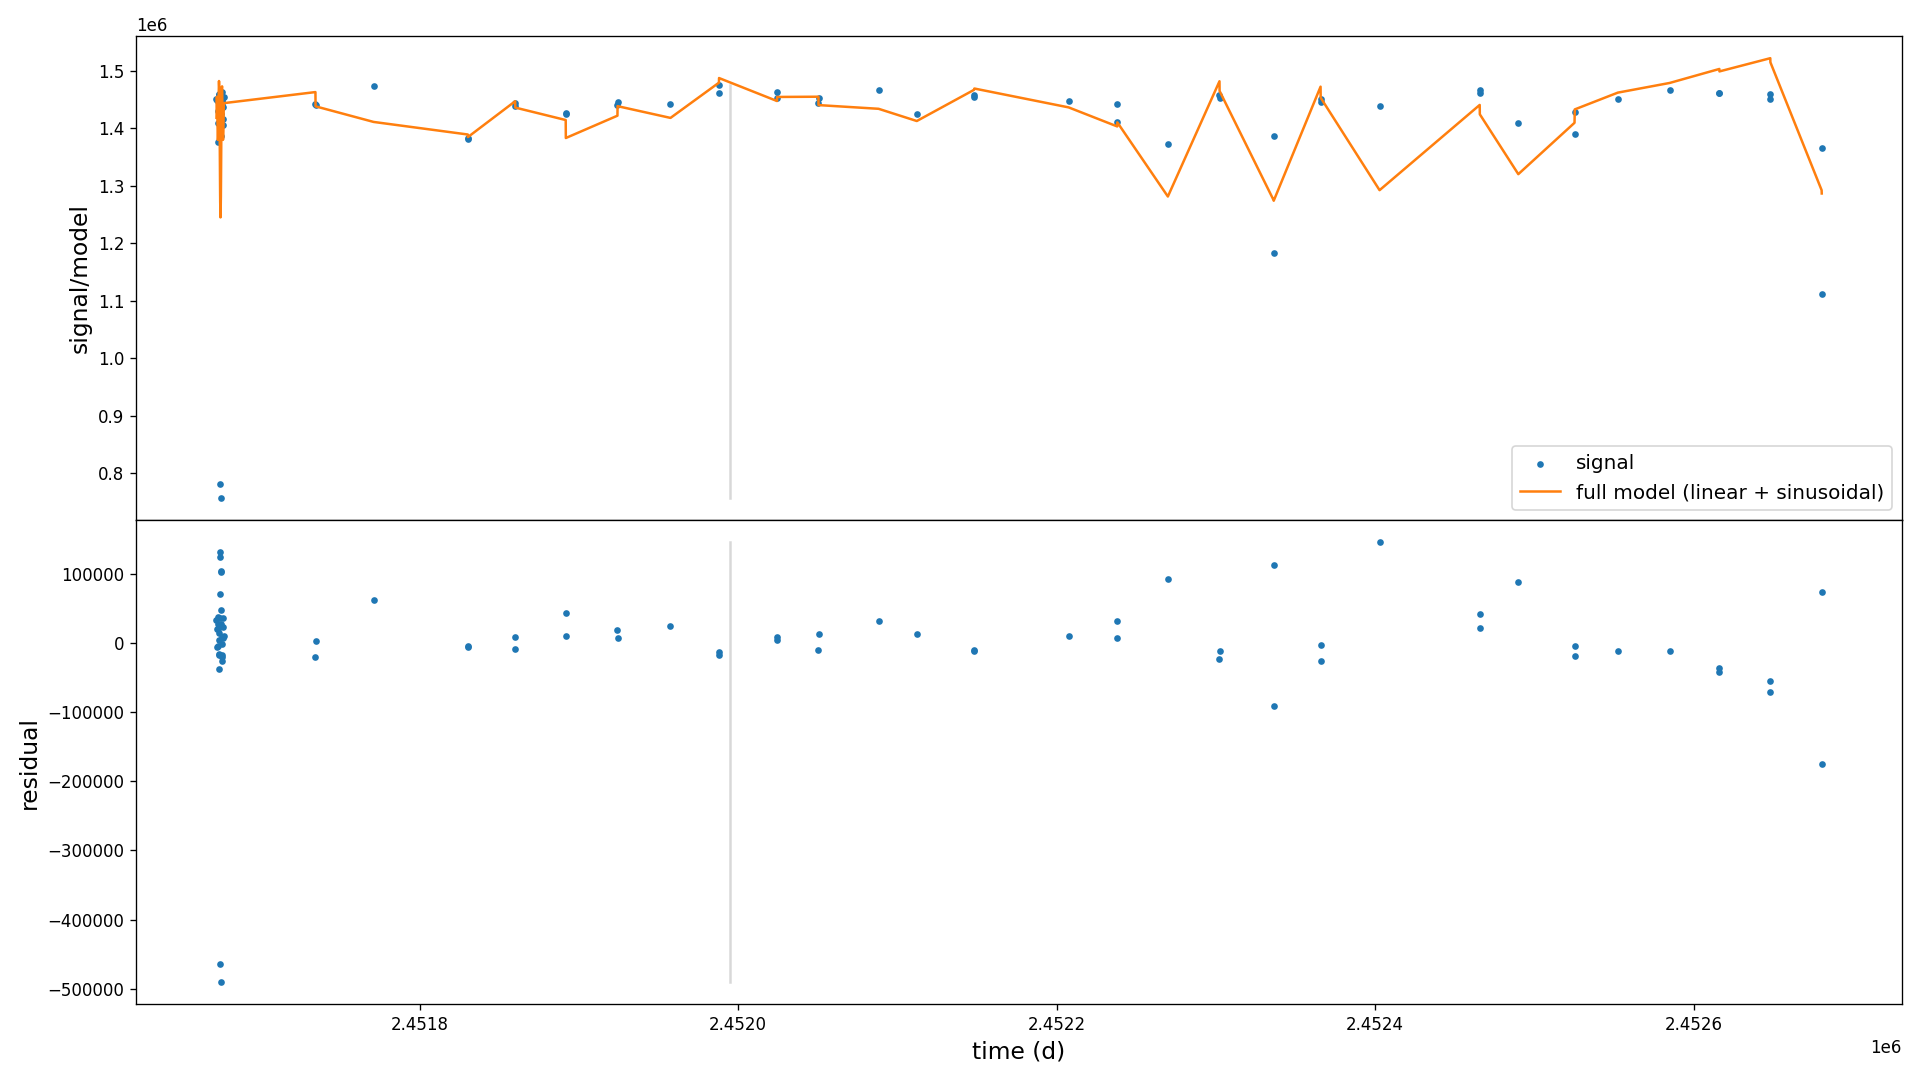 1e6
1.5
1.4
1.3
1.2
1.1
1.0
0.9
0.8
signal/model
signal
full model (linear + sinusoidal)
100000
0
−100000
−200000
−300000
−400000
−500000
residual
2.4518
2.4520
2.4522
2.4524
2.4526
time (d)
1e6